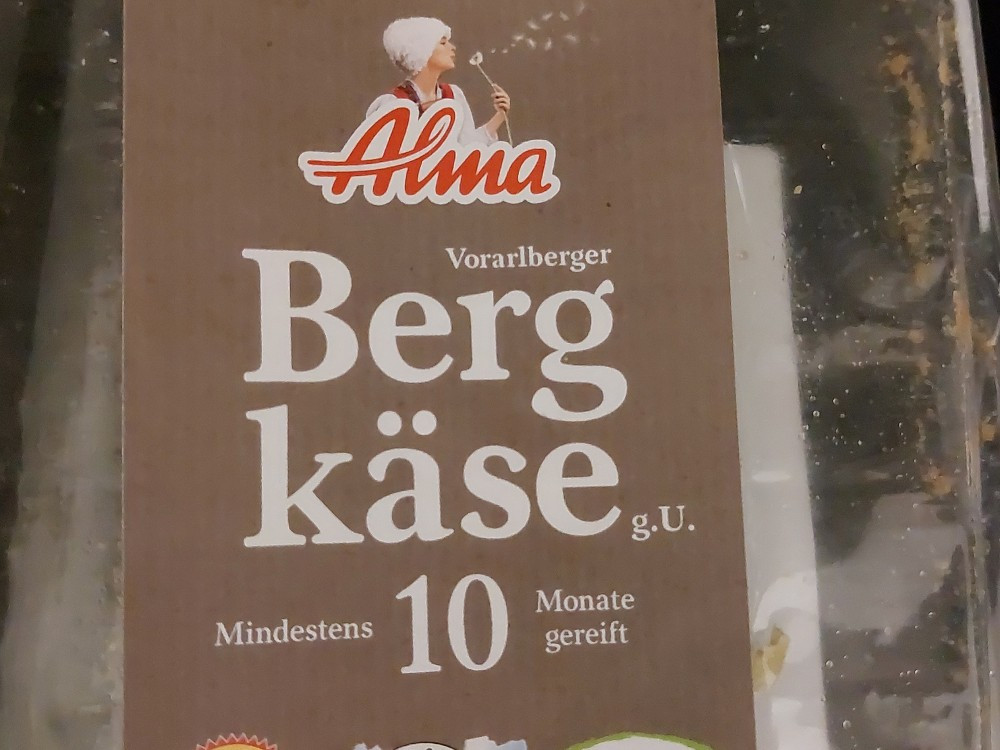 Alma
Vorarlberger
Berg
käse g.U.
Mindestens 10 Monate
gereift